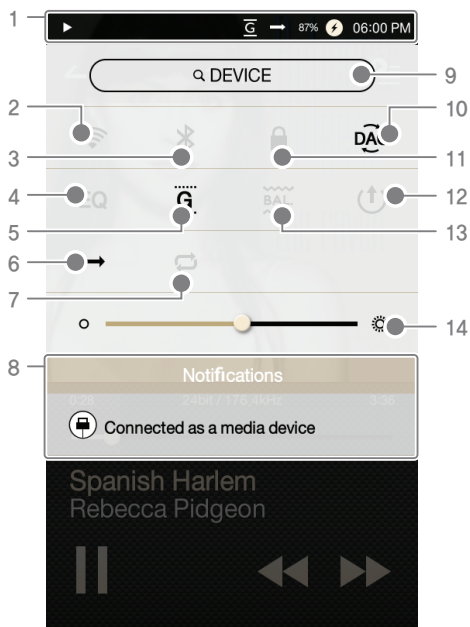 1
G 87% 06:00 PM
DEVICE
9
2
10
DAC
3
11
4
EQ
G
BAL.
12
5
13
6
7
14
8
Notifications
0:28 24bit / 176.4kHz 3:38
Connected as a media device
Spanish Harlem
Rebecca Pidgeon